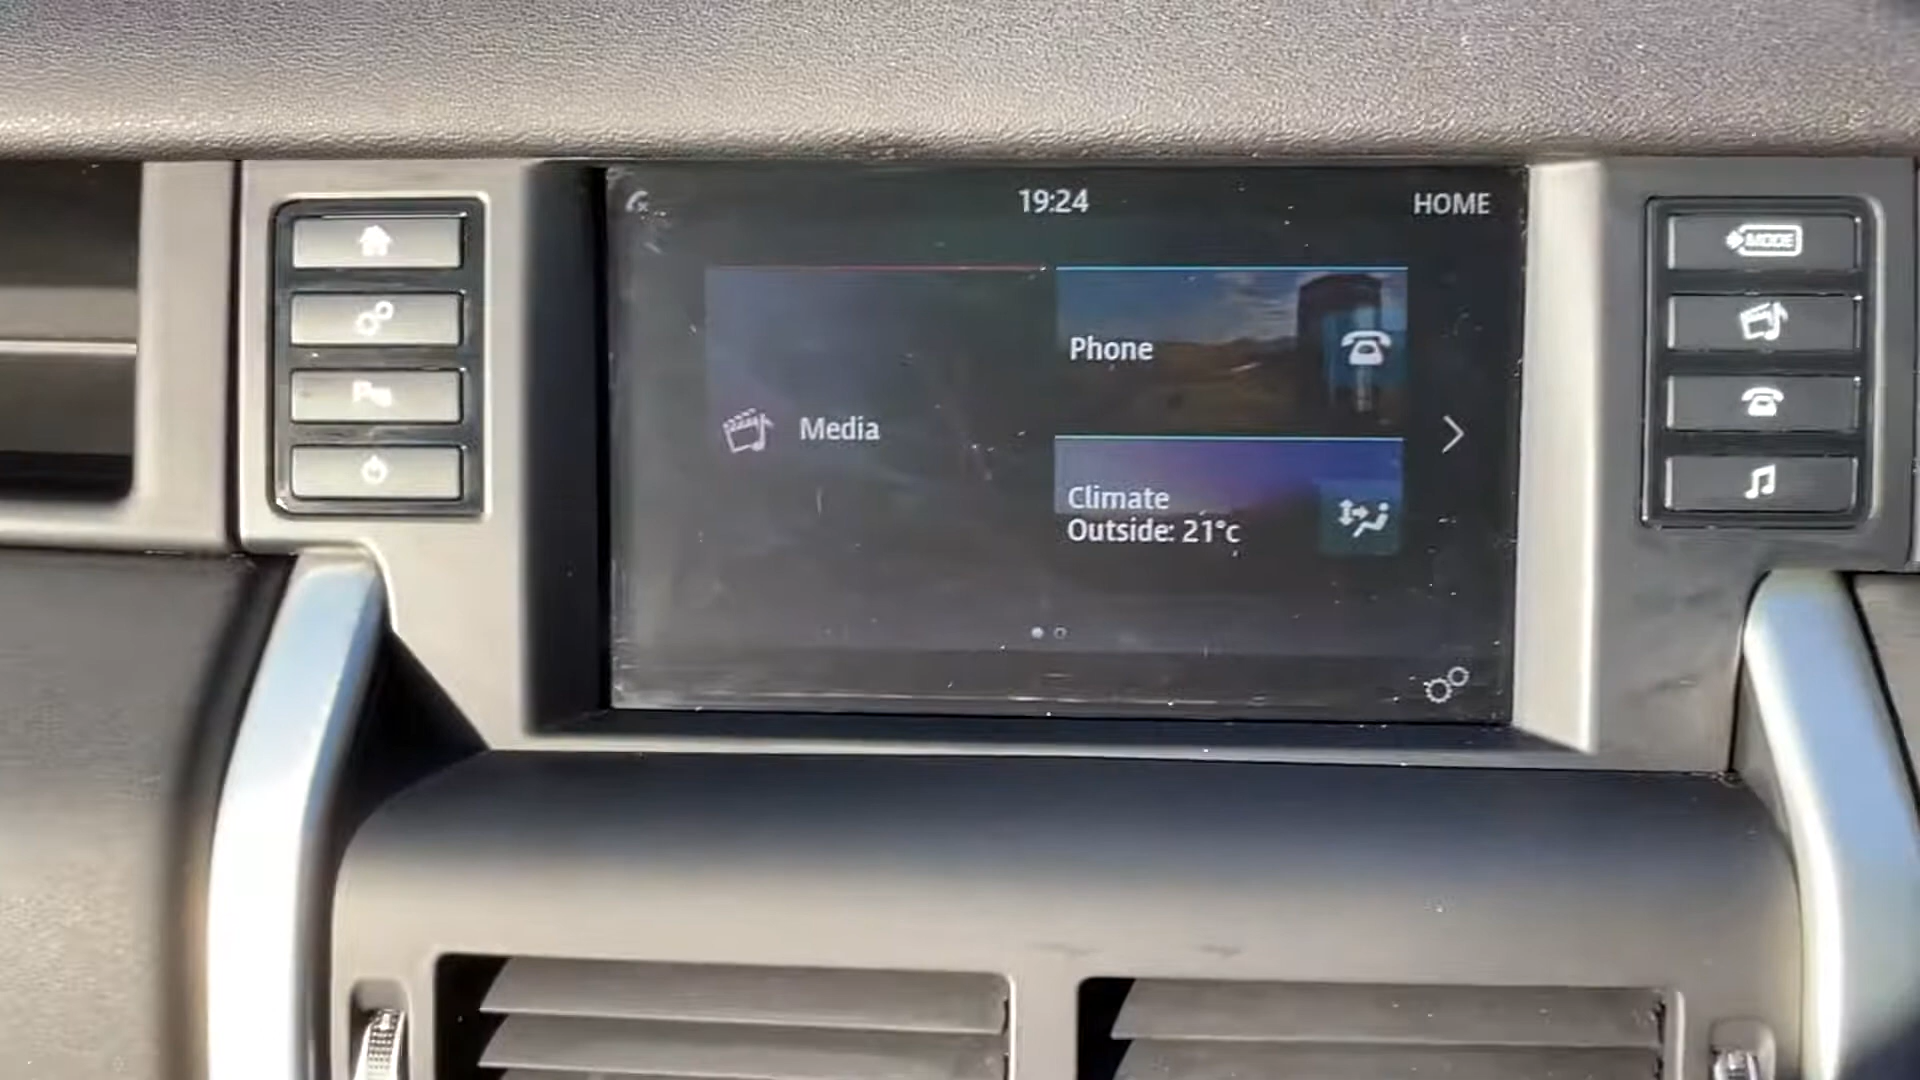 19:24
HOME
MODE
Phone
Media
Climate
Outside: 21°c